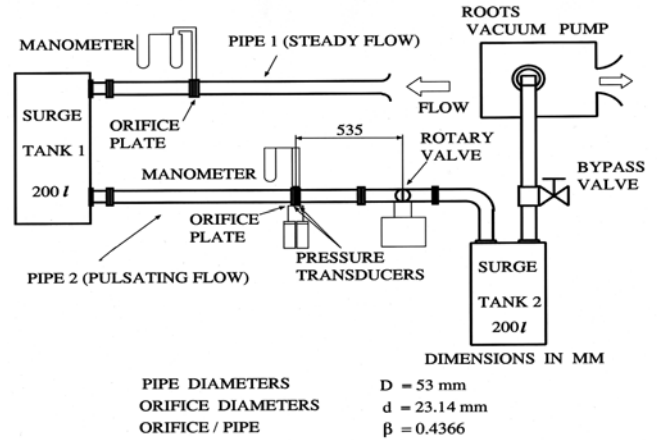 ROOTS
VACUUM PUMP
MANOMETER
PIPE 1 (STEADY FLOW)
FLOW
SURGE
TANK 1
200 l
ORIFICE
PLATE
535
ROTARY
VALVE
MANOMETER
BYPASS
VALVE
ORIFICE
PLATE
PRESSURE
TRANSDUCERS
PIPE 2 (PULSATING FLOW)
SURGE
TANK 2
200 l
DIMENSIONS IN MM
PIPE DIAMETERS D = 53 mm
ORIFICE DIAMETERS d = 23.14 mm
ORIFICE / PIPE β = 0.4366